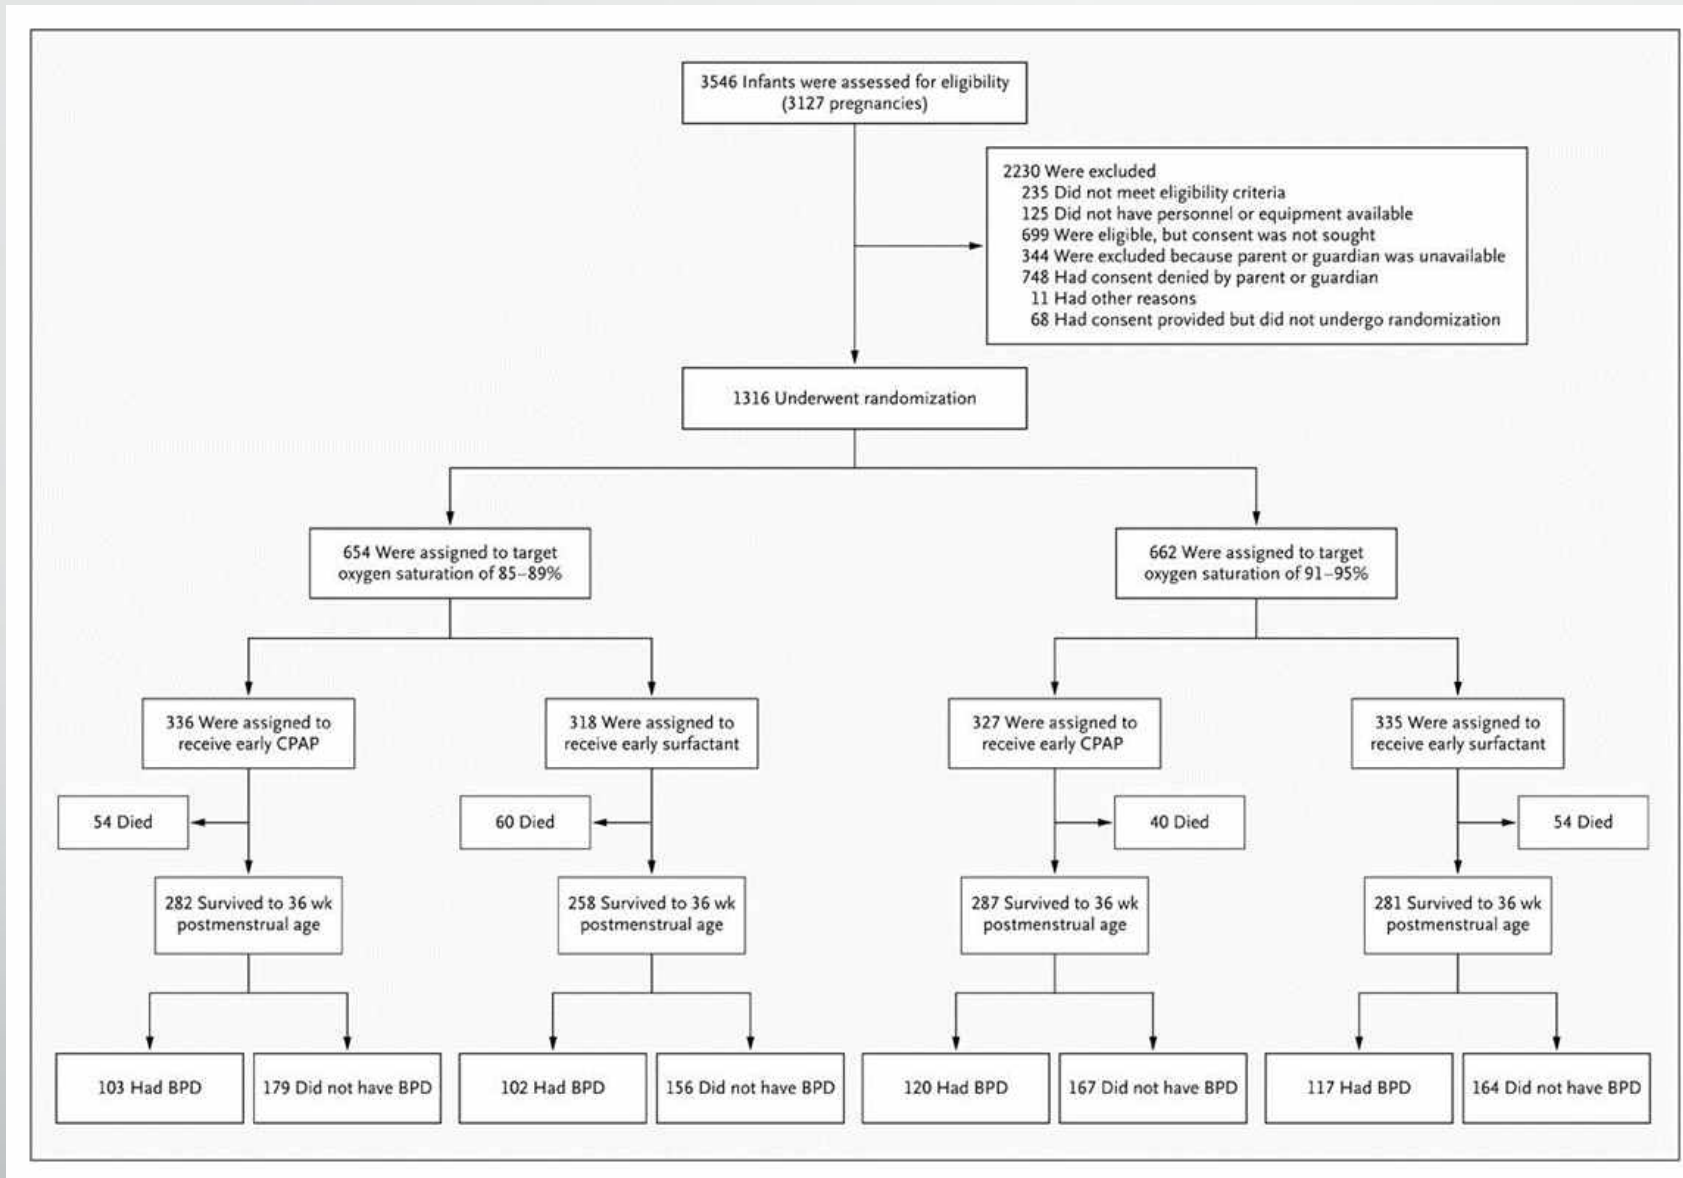 3546 Infants were assessed for eligibility
(3127 pregnancies)
2230 Were excluded
235 Did not meet eligibility criteria
125 Did not have personnel or equipment available
699 Were eligible, but consent was not sought
344 Were excluded because parent or guardian was unavailable
748 Had consent denied by parent or guardian
11 Had other reasons
68 Had consent provided but did not undergo randomization
1316 Underwent randomization
654 Were assigned to target
oxygen saturation of 85–89%
662 Were assigned to target
oxygen saturation of 91–95%
336 Were assigned to
receive early CPAP
318 Were assigned to
receive early surfactant
327 Were assigned to
receive early CPAP
335 Were assigned to
receive early surfactant
54 Died
60 Died
40 Died
54 Died
282 Survived to 36 wk
postmenstrual age
258 Survived to 36 wk
postmenstrual age
287 Survived to 36 wk
postmenstrual age
281 Survived to 36 wk
postmenstrual age
103 Had BPD
179 Did not have BPD
102 Had BPD
156 Did not have BPD
120 Had BPD
167 Did not have BPD
117 Had BPD
164 Did not have BPD